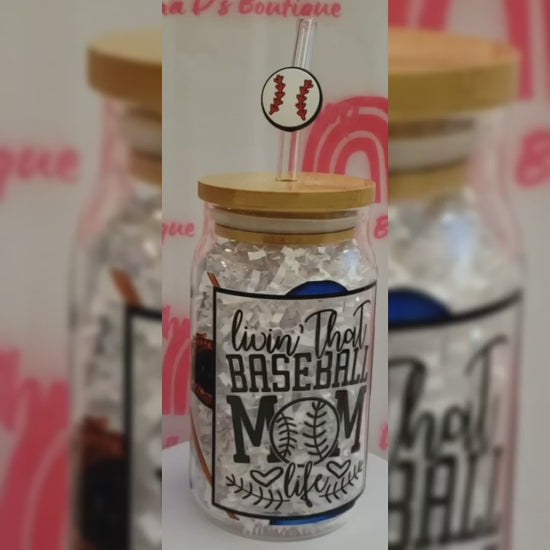 D's Boutique
livin' That
BASEBALL
MOM
life